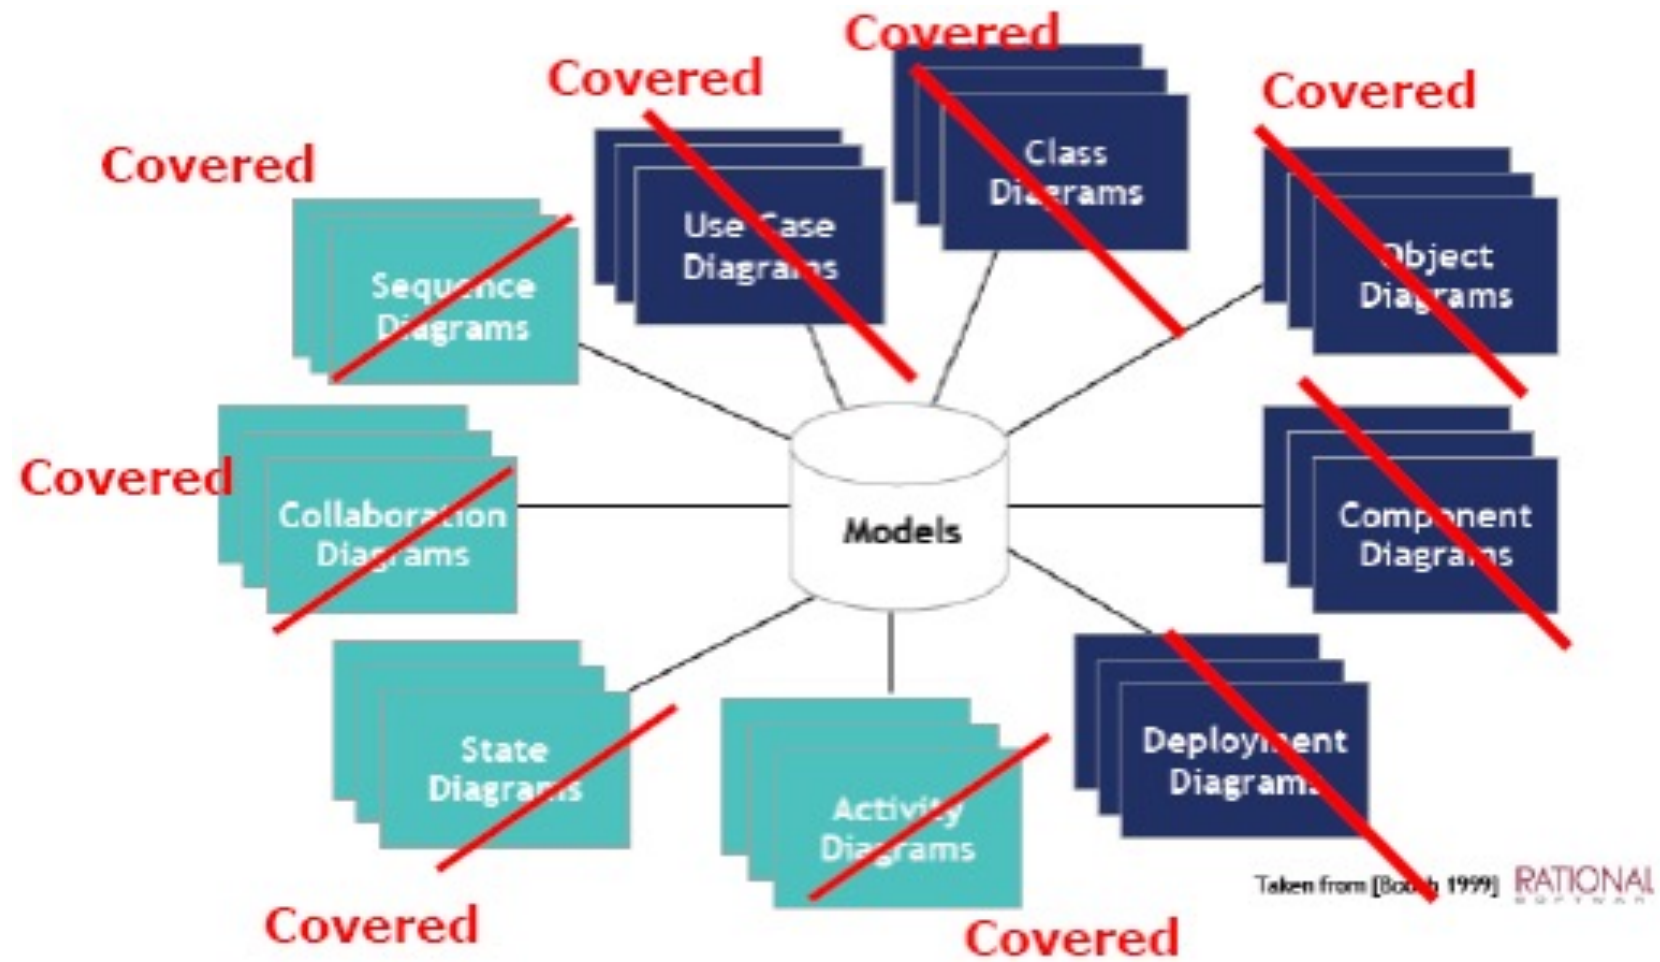 Covered
Covered
Covered
Covered
Class
Diagrams
Use Case
Diagrams
Object
Diagrams
Sequence
Diagrams
Covered
Collaboration
Diagrams
Models
Component
Diagrams
State
Diagrams
Activity
Diagrams
Deployment
Diagrams
Taken from [Booch 1999]
RATIONAL
SOFTWARE
Covered
Covered